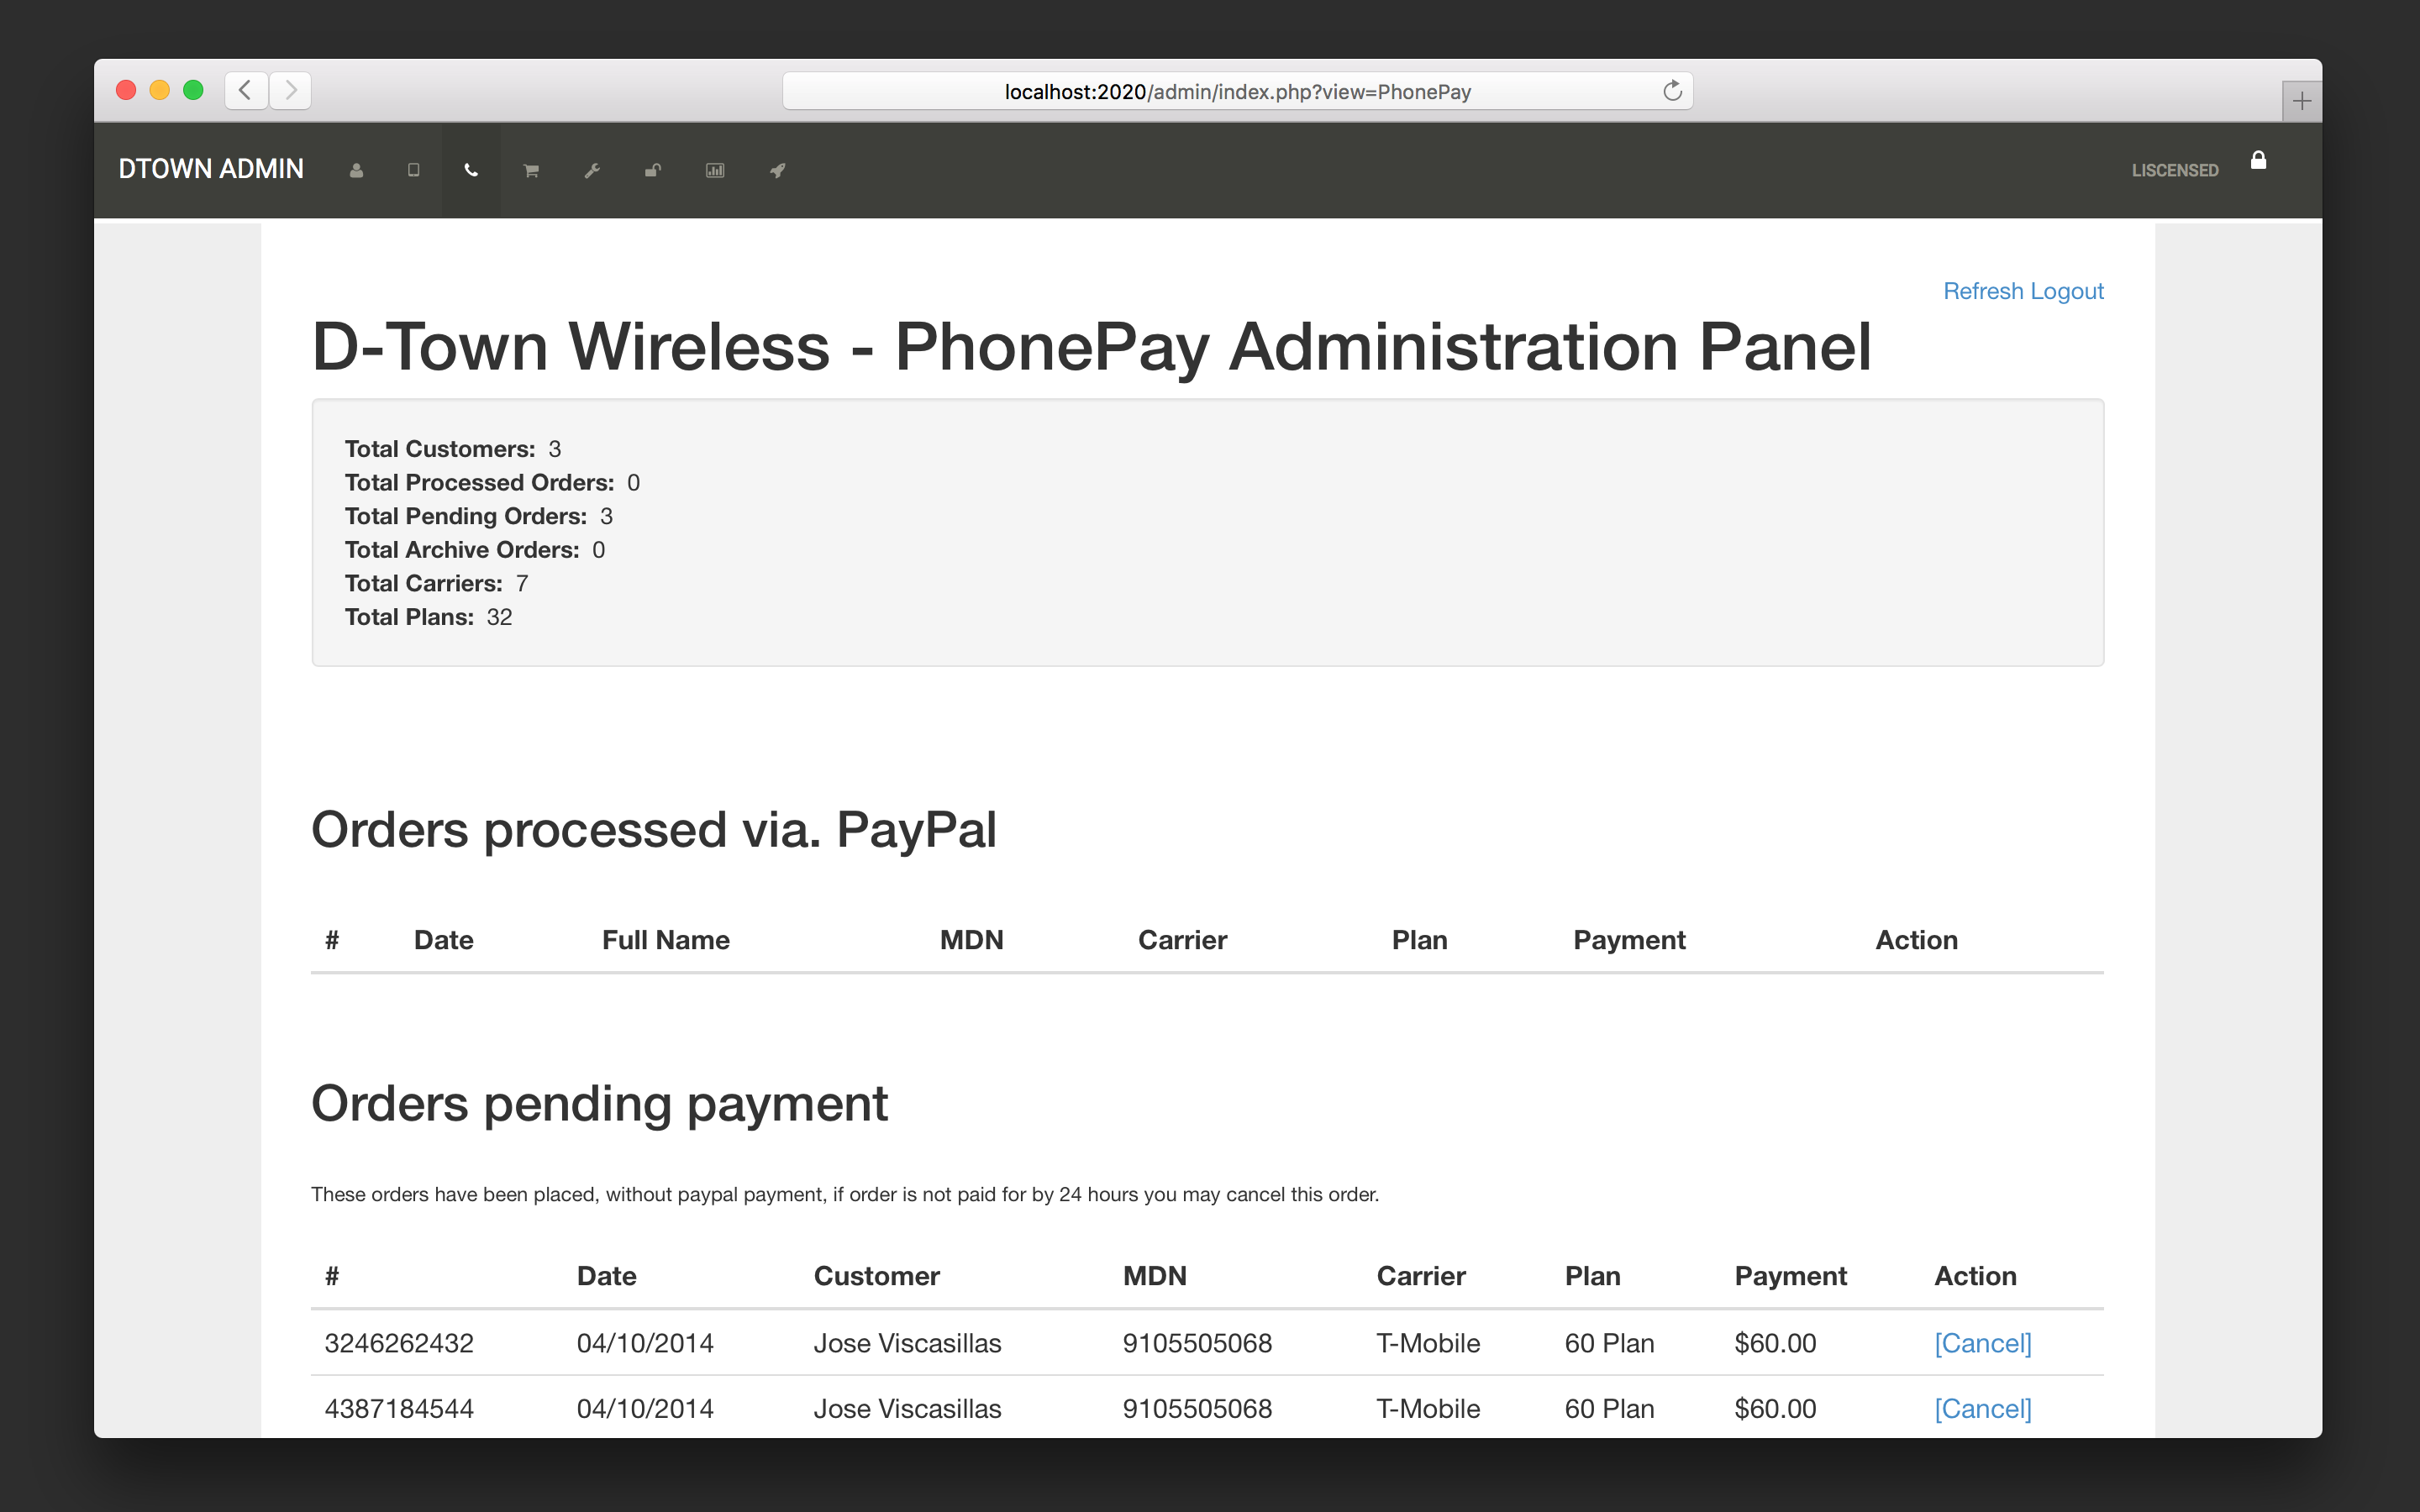 localhost:2020/admin/index.php?view=PhonePay
DTOWN ADMIN LISCENSED
Refresh Logout
D-Town Wireless - PhonePay Administration Panel
Total Customers: 3
Total Processed Orders: 0
Total Pending Orders: 3
Total Archive Orders: 0
Total Carriers: 7
Total Plans: 32
Orders processed via. PayPal
# Date Full Name MDN Carrier Plan Payment Action
Orders pending payment
These orders have been placed, without paypal payment, if order is not paid for by 24 hours you may cancel this order.
# Date Customer MDN Carrier Plan Payment Action
3246262432 04/10/2014 Jose Viscasillas 9105505068 T-Mobile 60 Plan $60.00 [Cancel]
4387184544 04/10/2014 Jose Viscasillas 9105505068 T-Mobile 60 Plan $60.00 [Cancel]